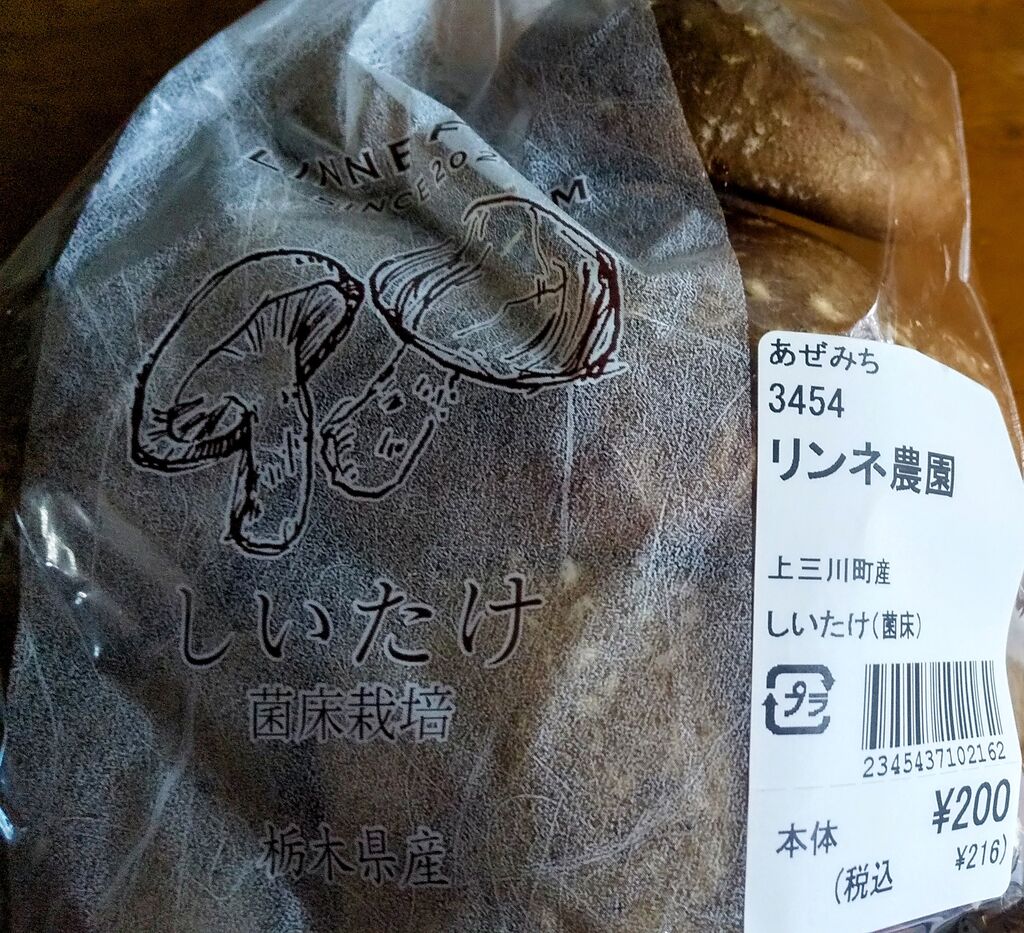 SINCE 202
しいたけ
菌床栽培
栃木県産
あぜみち
3454
リンネ農園
上三川町産
しいたけ(菌床)
プラ
2345437102162
¥200
本体
¥216)
(税込